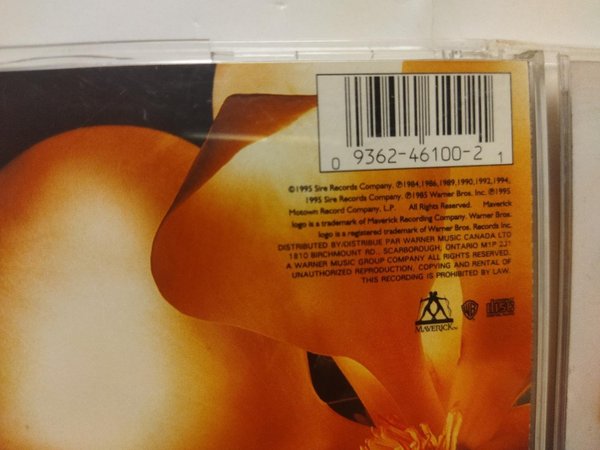 0 9362-46100-2 1
©1995 Sire Records Company. ℗1984,1986,1989,1990,1992,1994,
1995 Sire Records Company. ℗1985 Warner Bros. Inc. ℗1995
Motown Record Company, L.P. All Rights Reserved. Maverick
logo is a trademark of Maverick Recording Company. Warner Bros.
logo is a registered trademark of Warner Bros. Records Inc.
DISTRIBUTED BY/DISTRIBUE PAR WARNER MUSIC CANADA LTD
1810 BIRCHMOUNT RD., SCARBOROUGH, ONTARIO M1P 2J1
A WARNER MUSIC GROUP COMPANY ALL RIGHTS RESERVED.
UNAUTHORIZED REPRODUCTION, COPYING AND RENTAL OF
THIS RECORDING IS PROHIBITED BY LAW.
MAVERICK™ WB disc